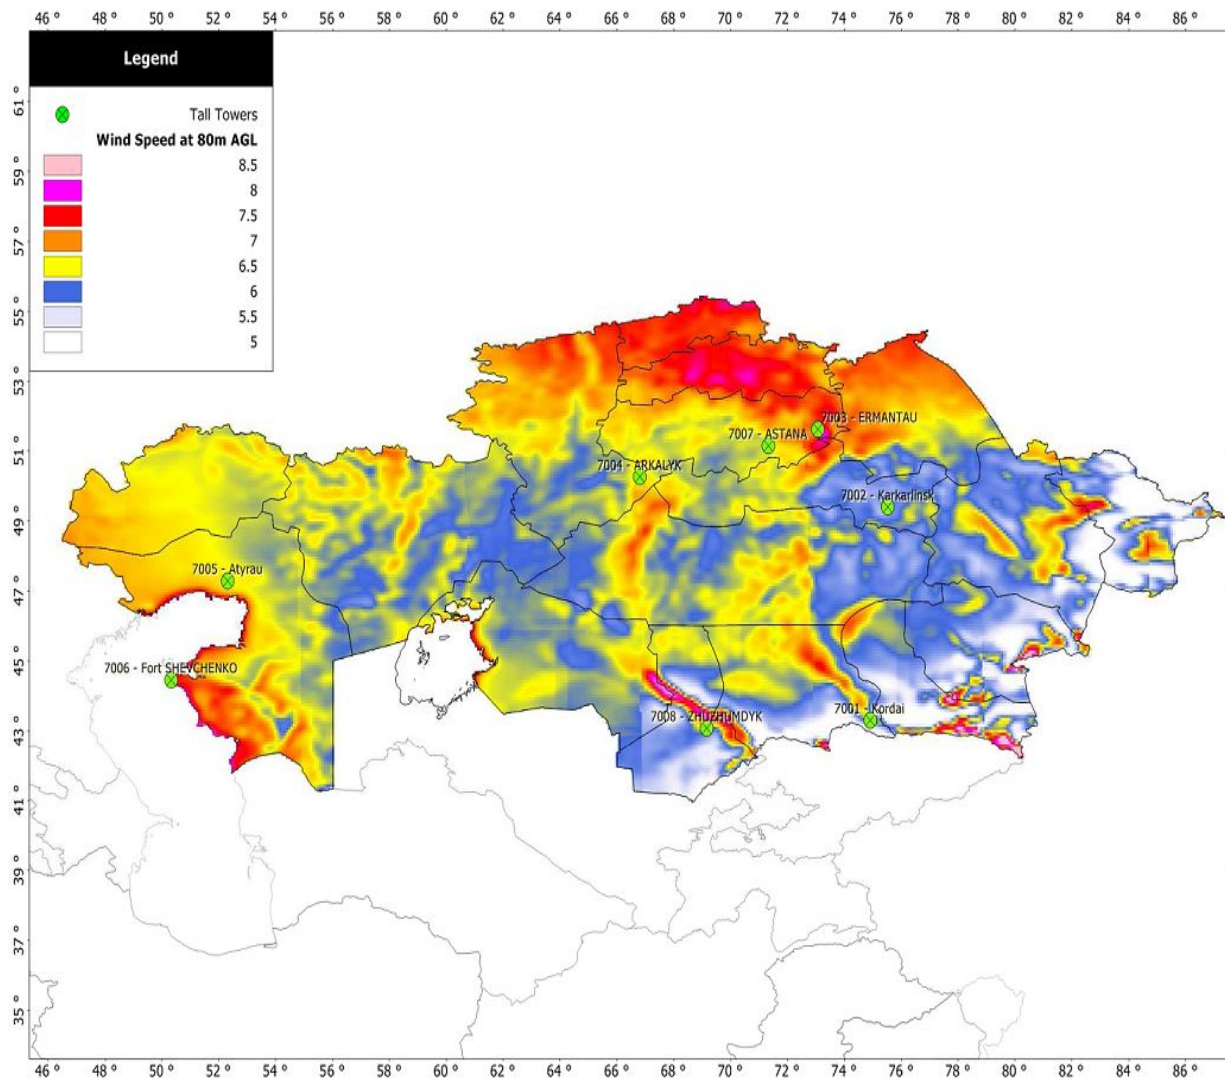 46 ° 48 ° 50 ° 52 ° 54 ° 56 ° 58 ° 60 ° 62 ° 64 ° 66 ° 68 ° 70 ° 72 ° 74 ° 76 ° 78 ° 80 ° 82 ° 84 ° 86 °
Legend
Tall Towers
Wind Speed at 80m AGL
8.5
8
7.5
7
6.5
6
5.5
5
61 °
59 °
57 °
55 °
53 °
51 °
49 °
47 °
45 °
43 °
41 °
39 °
37 °
35 °
7003 - ERMANTAU
7007 - ASTANA
7004 - ARKALYK
7002 - Karkarlinsk
7005 - Atyrau
7006 - Fort SHEVCHENKO
7001 - Kordai
7008 - ZHUZHUMDYK
46 ° 48 ° 50 ° 52 ° 54 ° 56 ° 58 ° 60 ° 62 ° 64 ° 66 ° 68 ° 70 ° 72 ° 74 ° 76 ° 78 ° 80 ° 82 ° 84 ° 86 °